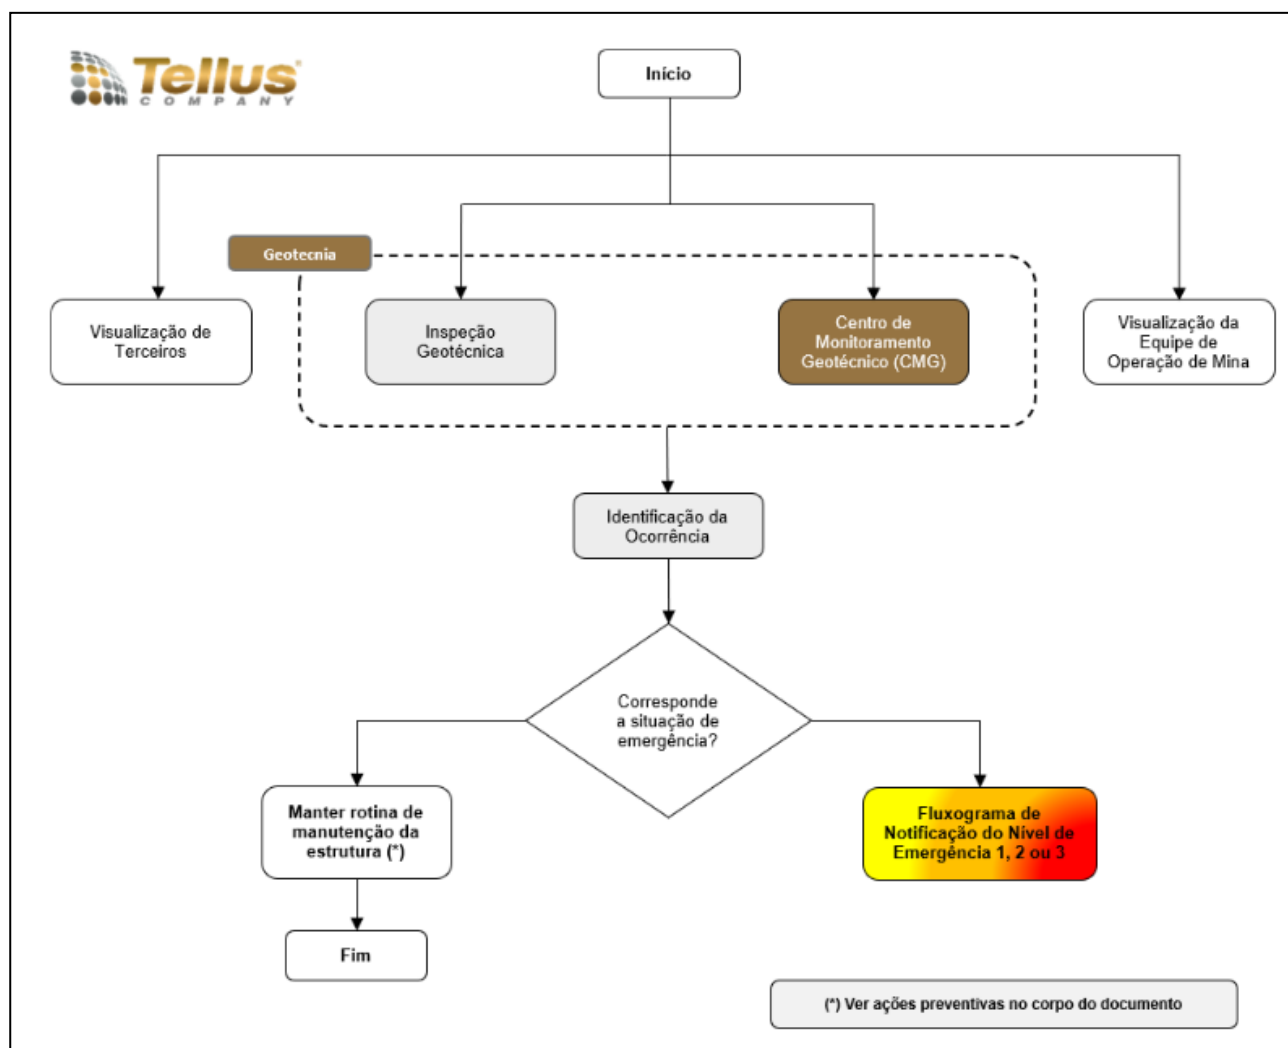 Tellus
COMPANY
Início
Geotecnia
Visualização de
Terceiros
Inspeção
Geotécnica
Centro de
Monitoramento
Geotécnico (CMG)
Visualização da
Equipe de
Operação de Mina
Identificação da
Ocorrência
Corresponde
a situação de
emergência?
Manter rotina de
manutenção da
estrutura (*)
Fluxograma de
Notificação do Nível de
Emergência 1, 2 ou 3
Fim
(*) Ver ações preventivas no corpo do documento